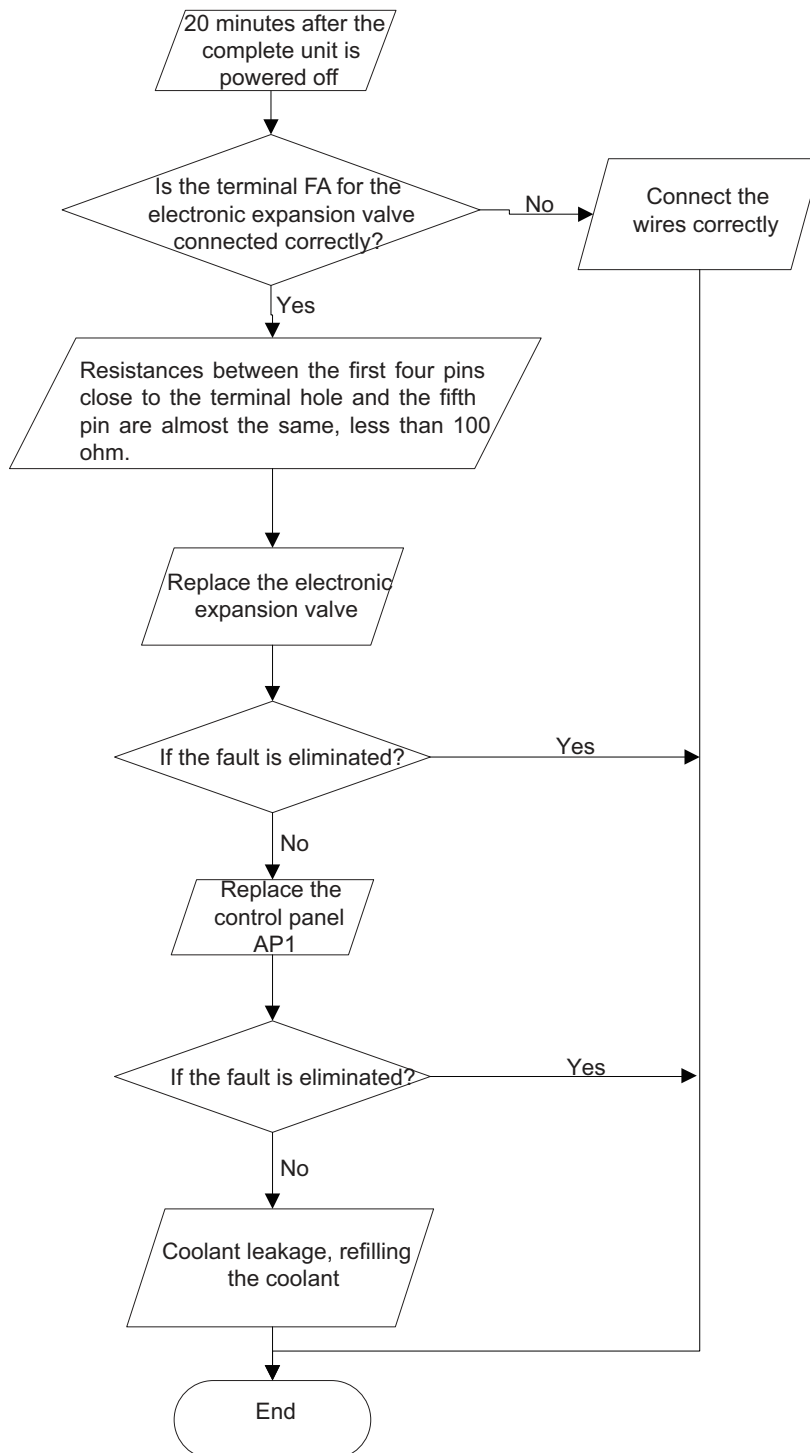 20 minutes after the
complete unit is
powered off
Is the terminal FA for the
electronic expansion valve
connected correctly?
No
Connect the
wires correctly
Yes
Resistances between the first four pins
close to the terminal hole and the fifth
pin are almost the same, less than 100
ohm.
Replace the electronic
expansion valve
If the fault is eliminated?
Yes
No
Replace the
control panel
AP1
If the fault is eliminated?
Yes
No
Coolant leakage, refilling
the coolant
End